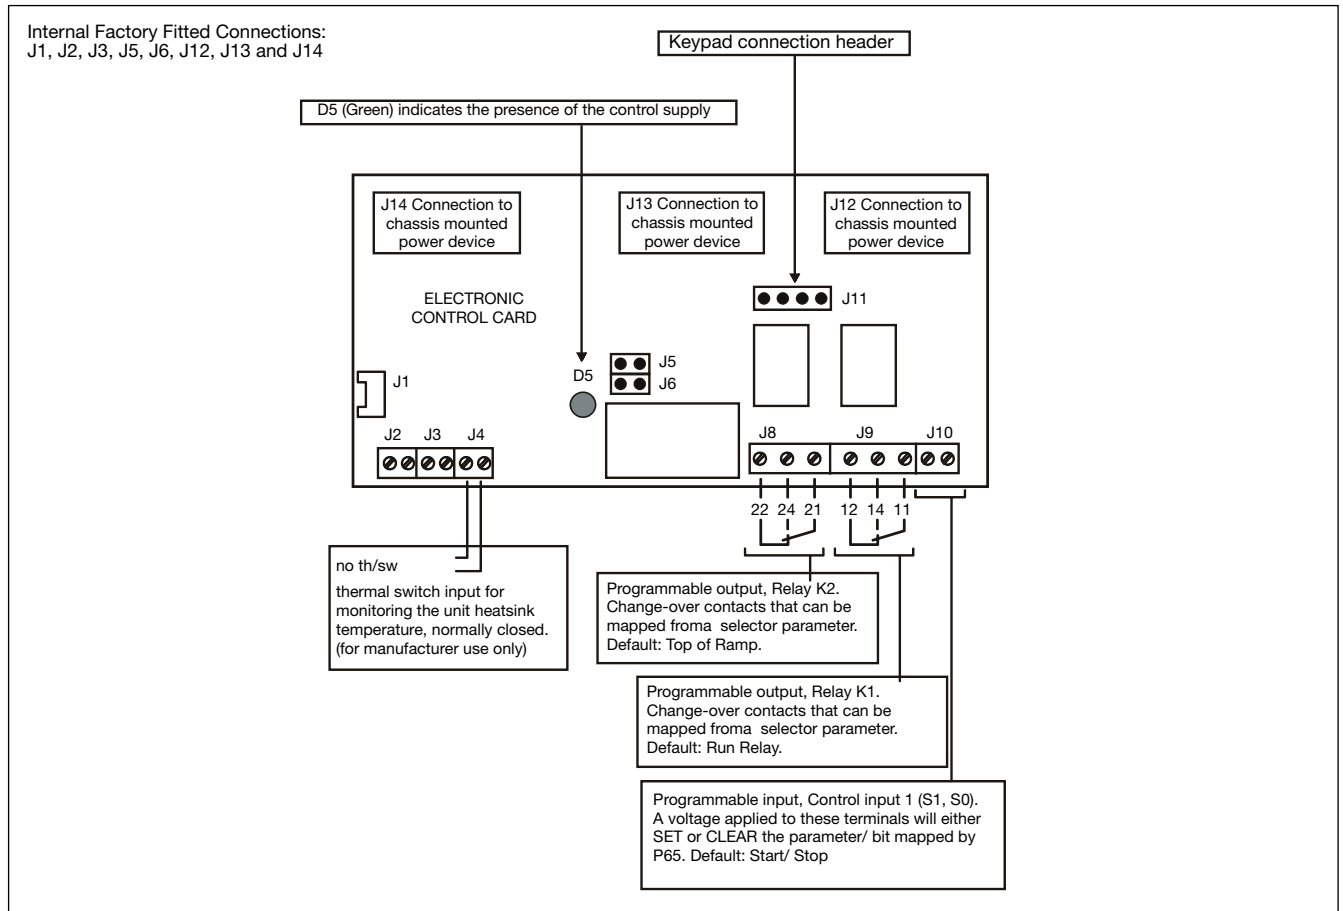 Internal Factory Fitted Connections:
J1, J2, J3, J5, J6, J12, J13 and J14
Keypad connection header
D5 (Green) indicates the presence of the control supply
J14 Connection to
chassis mounted
power device
J13 Connection to
chassis mounted
power device
J12 Connection to
chassis mounted
power device
ELECTRONIC
CONTROL CARD
J11
J5
D5
J6
J1
J2 J3 J4
J8 J9 J10
22 24 21 12 14 11
no th/sw
thermal switch input for
monitoring the unit heatsink
temperature, normally closed.
(for manufacturer use only)
Programmable output, Relay K2.
Change-over contacts that can be
mapped froma selector parameter.
Default: Top of Ramp.
Programmable output, Relay K1.
Change-over contacts that can be
mapped froma selector parameter.
Default: Run Relay.
Programmable input, Control input 1 (S1, S0).
A voltage applied to these terminals will either
SET or CLEAR the parameter/ bit mapped by
P65. Default: Start/ Stop